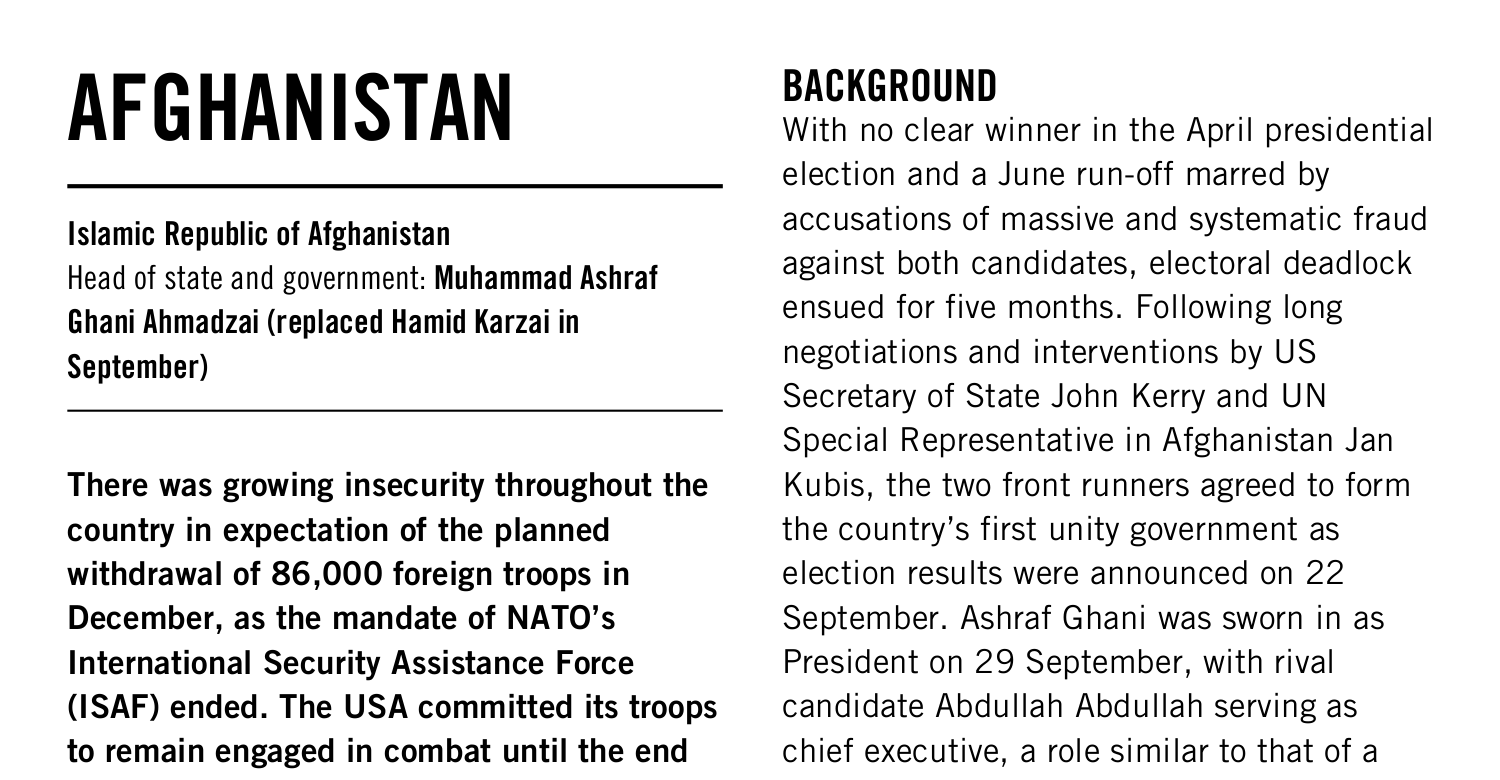 AFGHANISTAN
Islamic Republic of Afghanistan
Head of state and government: Muhammad Ashraf
Ghani Ahmadzai (replaced Hamid Karzai in
September)
There was growing insecurity throughout the
country in expectation of the planned
withdrawal of 86,000 foreign troops in
December, as the mandate of NATO’s
International Security Assistance Force
(ISAF) ended. The USA committed its troops
to remain engaged in combat until the end
BACKGROUND
With no clear winner in the April presidential
election and a June run-off marred by
accusations of massive and systematic fraud
against both candidates, electoral deadlock
ensued for five months. Following long
negotiations and interventions by US
Secretary of State John Kerry and UN
Special Representative in Afghanistan Jan
Kubis, the two front runners agreed to form
the country’s first unity government as
election results were announced on 22
September. Ashraf Ghani was sworn in as
President on 29 September, with rival
candidate Abdullah Abdullah serving as
chief executive, a role similar to that of a